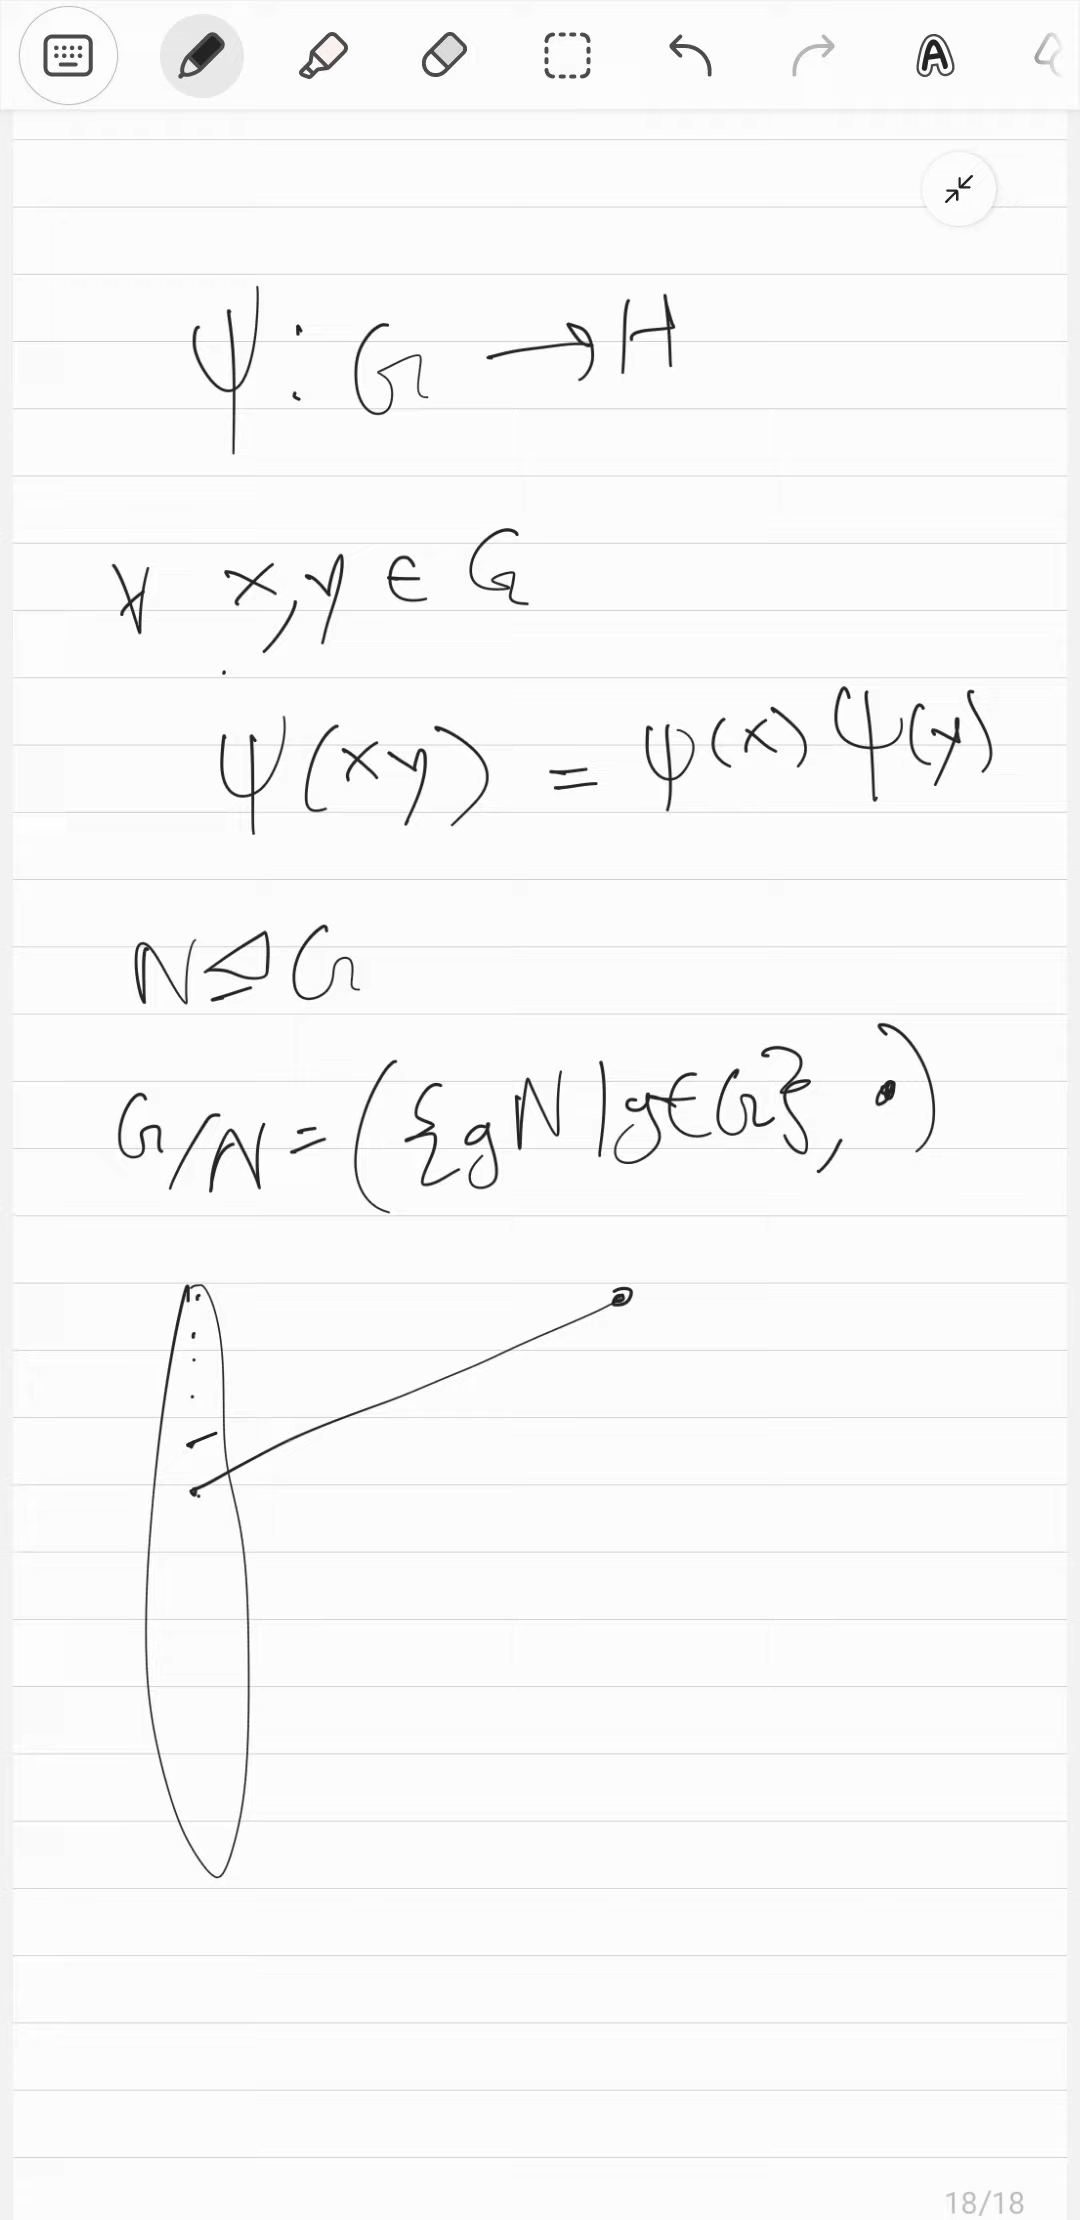 ψ : G → H
∀ x, y ∈ G
ψ(xy) = ψ(x) ψ(y)
N ⊴ G
G/N = ({gN | g ∈ G}, •)
18/18